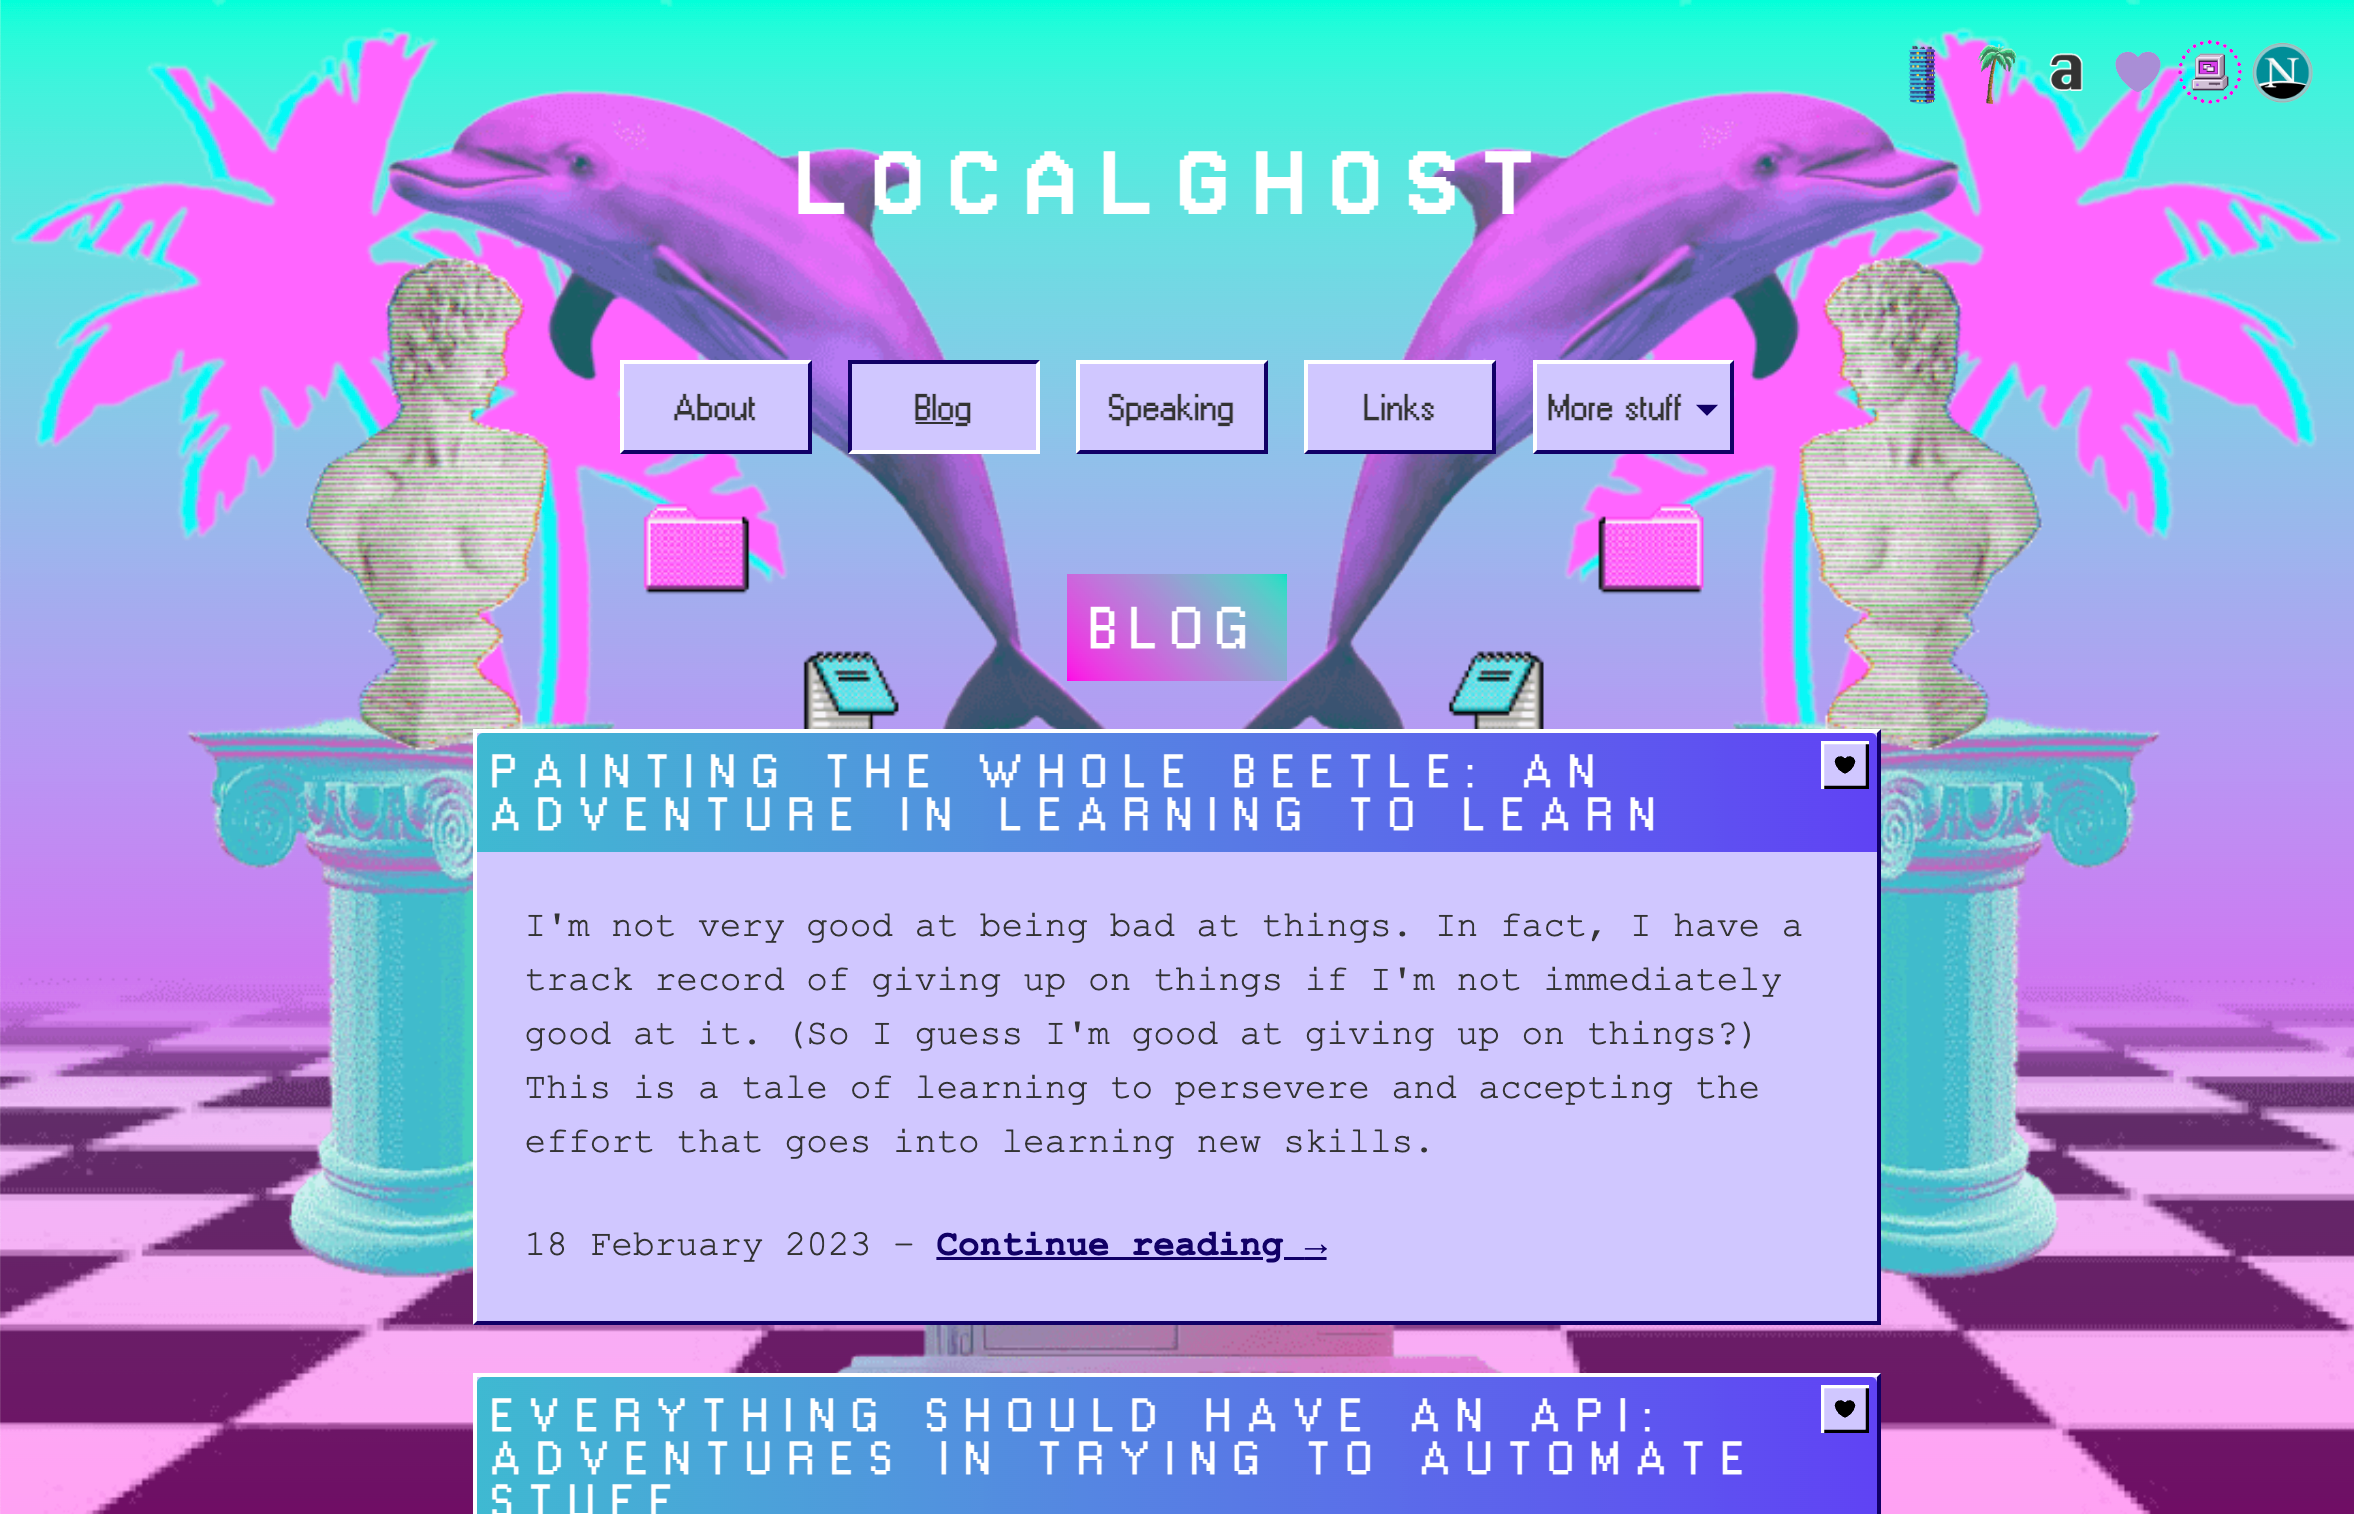 a
N
LOCALGHOST
About
Blog
Speaking
Links
More stuff
BLOG
PAINTING THE WHOLE BEETLE: AN
ADVENTURE IN LEARNING TO LEARN
I'm not very good at being bad at things. In fact, I have a
track record of giving up on things if I'm not immediately
good at it. (So I guess I'm good at giving up on things?)
This is a tale of learning to persevere and accepting the
effort that goes into learning new skills.
18 February 2023 – Continue reading →
EVERYTHING SHOULD HAVE AN API:
ADVENTURES IN TRYING TO AUTOMATE
STUFF